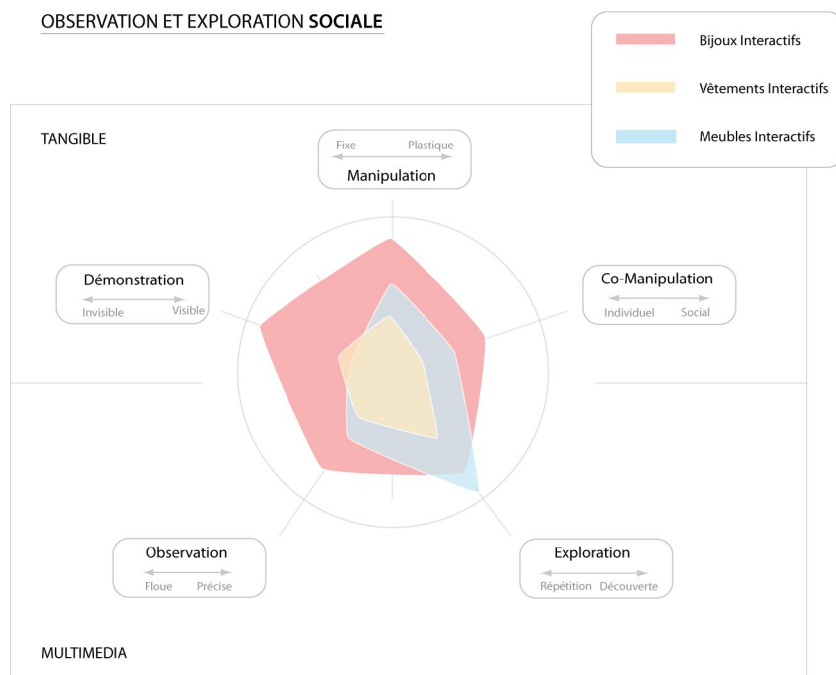 OBSERVATION ET EXPLORATION SOCIALE
Bijoux Interactifs
Vêtements Interactifs
Meubles Interactifs
TANGIBLE
Fixe Plastique
Manipulation
Démonstration
Invisible Visible
Co-Manipulation
Individuel Social
Observation
Floue Précise
Exploration
Répétition Découverte
MULTIMEDIA